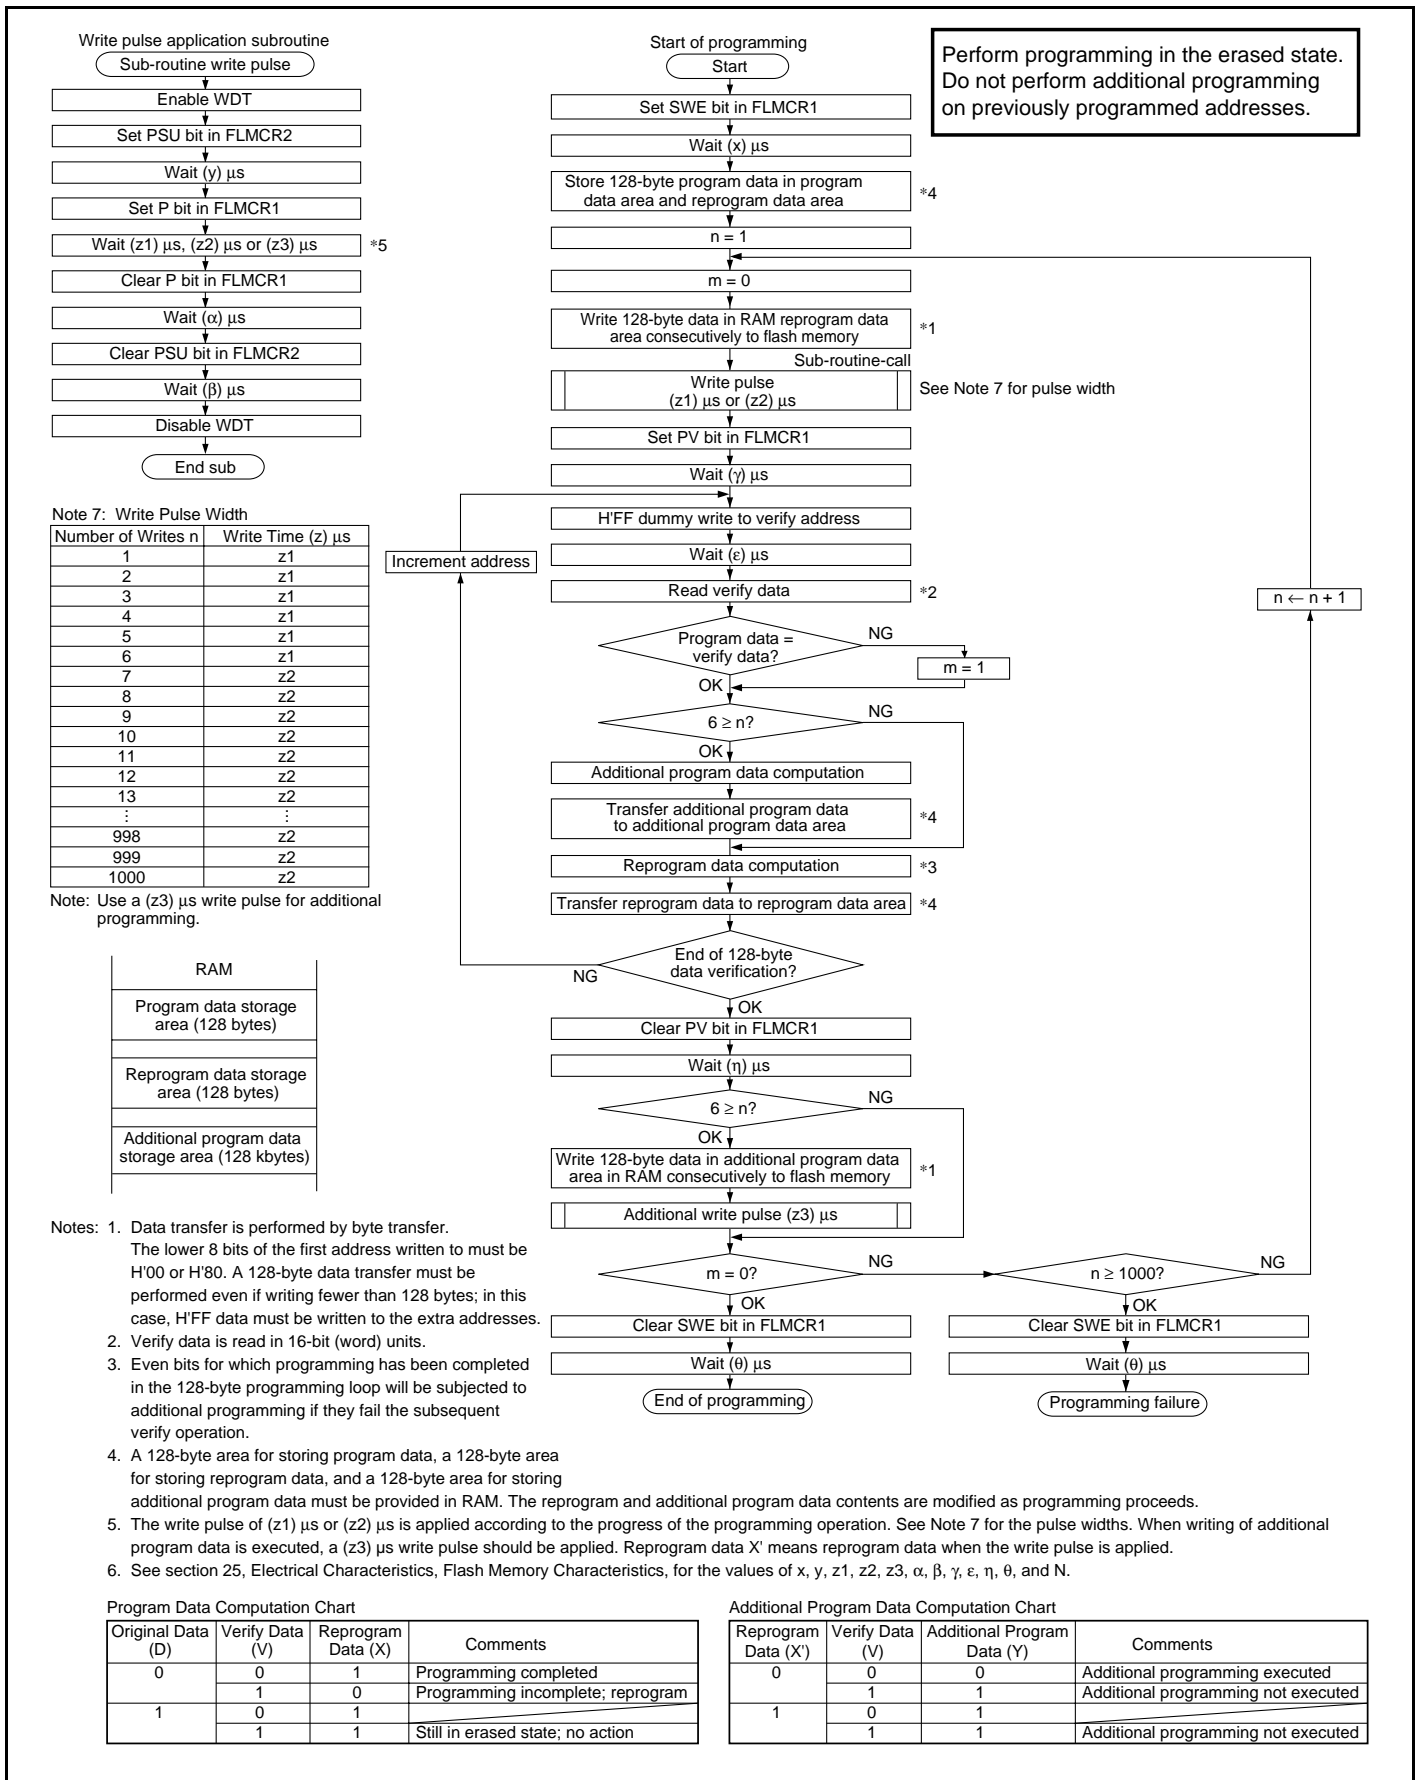 Write pulse application subroutine
Sub-routine write pulse
Enable WDT
Set PSU bit in FLMCR2
Wait (y) μs
Set P bit in FLMCR1
Wait (z1) μs, (z2) μs or (z3) μs *5
Clear P bit in FLMCR1
Wait (α) μs
Clear PSU bit in FLMCR2
Wait (β) μs
Disable WDT
End sub
Note 7: Write Pulse Width
Number of Writes n Write Time (z) μs
1 z1
2 z1
3 z1
4 z1
5 z1
6 z1
7 z2
8 z2
9 z2
10 z2
11 z2
12 z2
13 z2
⋮ ⋮
998 z2
999 z2
1000 z2
Note: Use a (z3) μs write pulse for additional
programming.
RAM
Program data storage
area (128 bytes)
Reprogram data storage
area (128 bytes)
Additional program data
storage area (128 kbytes)
Start of programming
Start
Set SWE bit in FLMCR1
Wait (x) μs
Store 128-byte program data in program
data area and reprogram data area
*4
n = 1
m = 0
Write 128-byte data in RAM reprogram data
area consecutively to flash memory
*1
Sub-routine-call
Write pulse
(z1) μs or (z2) μs
See Note 7 for pulse width
Set PV bit in FLMCR1
Wait (γ) μs
H'FF dummy write to verify address
Wait (ε) μs
Increment address
Read verify data *2
n ← n + 1
Program data =
verify data?
NG
m = 1
OK
6 ≥ n?
NG
OK
Additional program data computation
Transfer additional program data
to additional program data area
*4
Reprogram data computation *3
Transfer reprogram data to reprogram data area *4
End of 128-byte
data verification?
NG
OK
Clear PV bit in FLMCR1
Wait (η) μs
6 ≥ n?
NG
OK
Write 128-byte data in additional program data
area in RAM consecutively to flash memory
*1
Additional write pulse (z3) μs
m = 0?
NG
n ≥ 1000?
NG
OK
OK
Clear SWE bit in FLMCR1
Clear SWE bit in FLMCR1
Wait (θ) μs
Wait (θ) μs
End of programming
Programming failure
Perform programming in the erased state.
Do not perform additional programming
on previously programmed addresses.
Notes: 1. Data transfer is performed by byte transfer.
The lower 8 bits of the first address written to must be
H'00 or H'80. A 128-byte data transfer must be
performed even if writing fewer than 128 bytes; in this
case, H'FF data must be written to the extra addresses.
2. Verify data is read in 16-bit (word) units.
3. Even bits for which programming has been completed
in the 128-byte programming loop will be subjected to
additional programming if they fail the subsequent
verify operation.
4. A 128-byte area for storing program data, a 128-byte area
for storing reprogram data, and a 128-byte area for storing
additional program data must be provided in RAM. The reprogram and additional program data contents are modified as programming proceeds.
5. The write pulse of (z1) μs or (z2) μs is applied according to the progress of the programming operation. See Note 7 for the pulse widths. When writing of additional
program data is executed, a (z3) μs write pulse should be applied. Reprogram data X' means reprogram data when the write pulse is applied.
6. See section 25, Electrical Characteristics, Flash Memory Characteristics, for the values of x, y, z1, z2, z3, α, β, γ, ε, η, θ, and N.
Program Data Computation Chart
Original Data (D) Verify Data (V) Reprogram Data (X) Comments
0 0 1 Programming completed
1 0 Programming incomplete; reprogram
1 0 1
1 1 Still in erased state; no action
Additional Program Data Computation Chart
Reprogram Data (X') Verify Data (V) Additional Program Data (Y) Comments
0 0 0 Additional programming executed
1 1 Additional programming not executed
1 0 1
1 1 Additional programming not executed